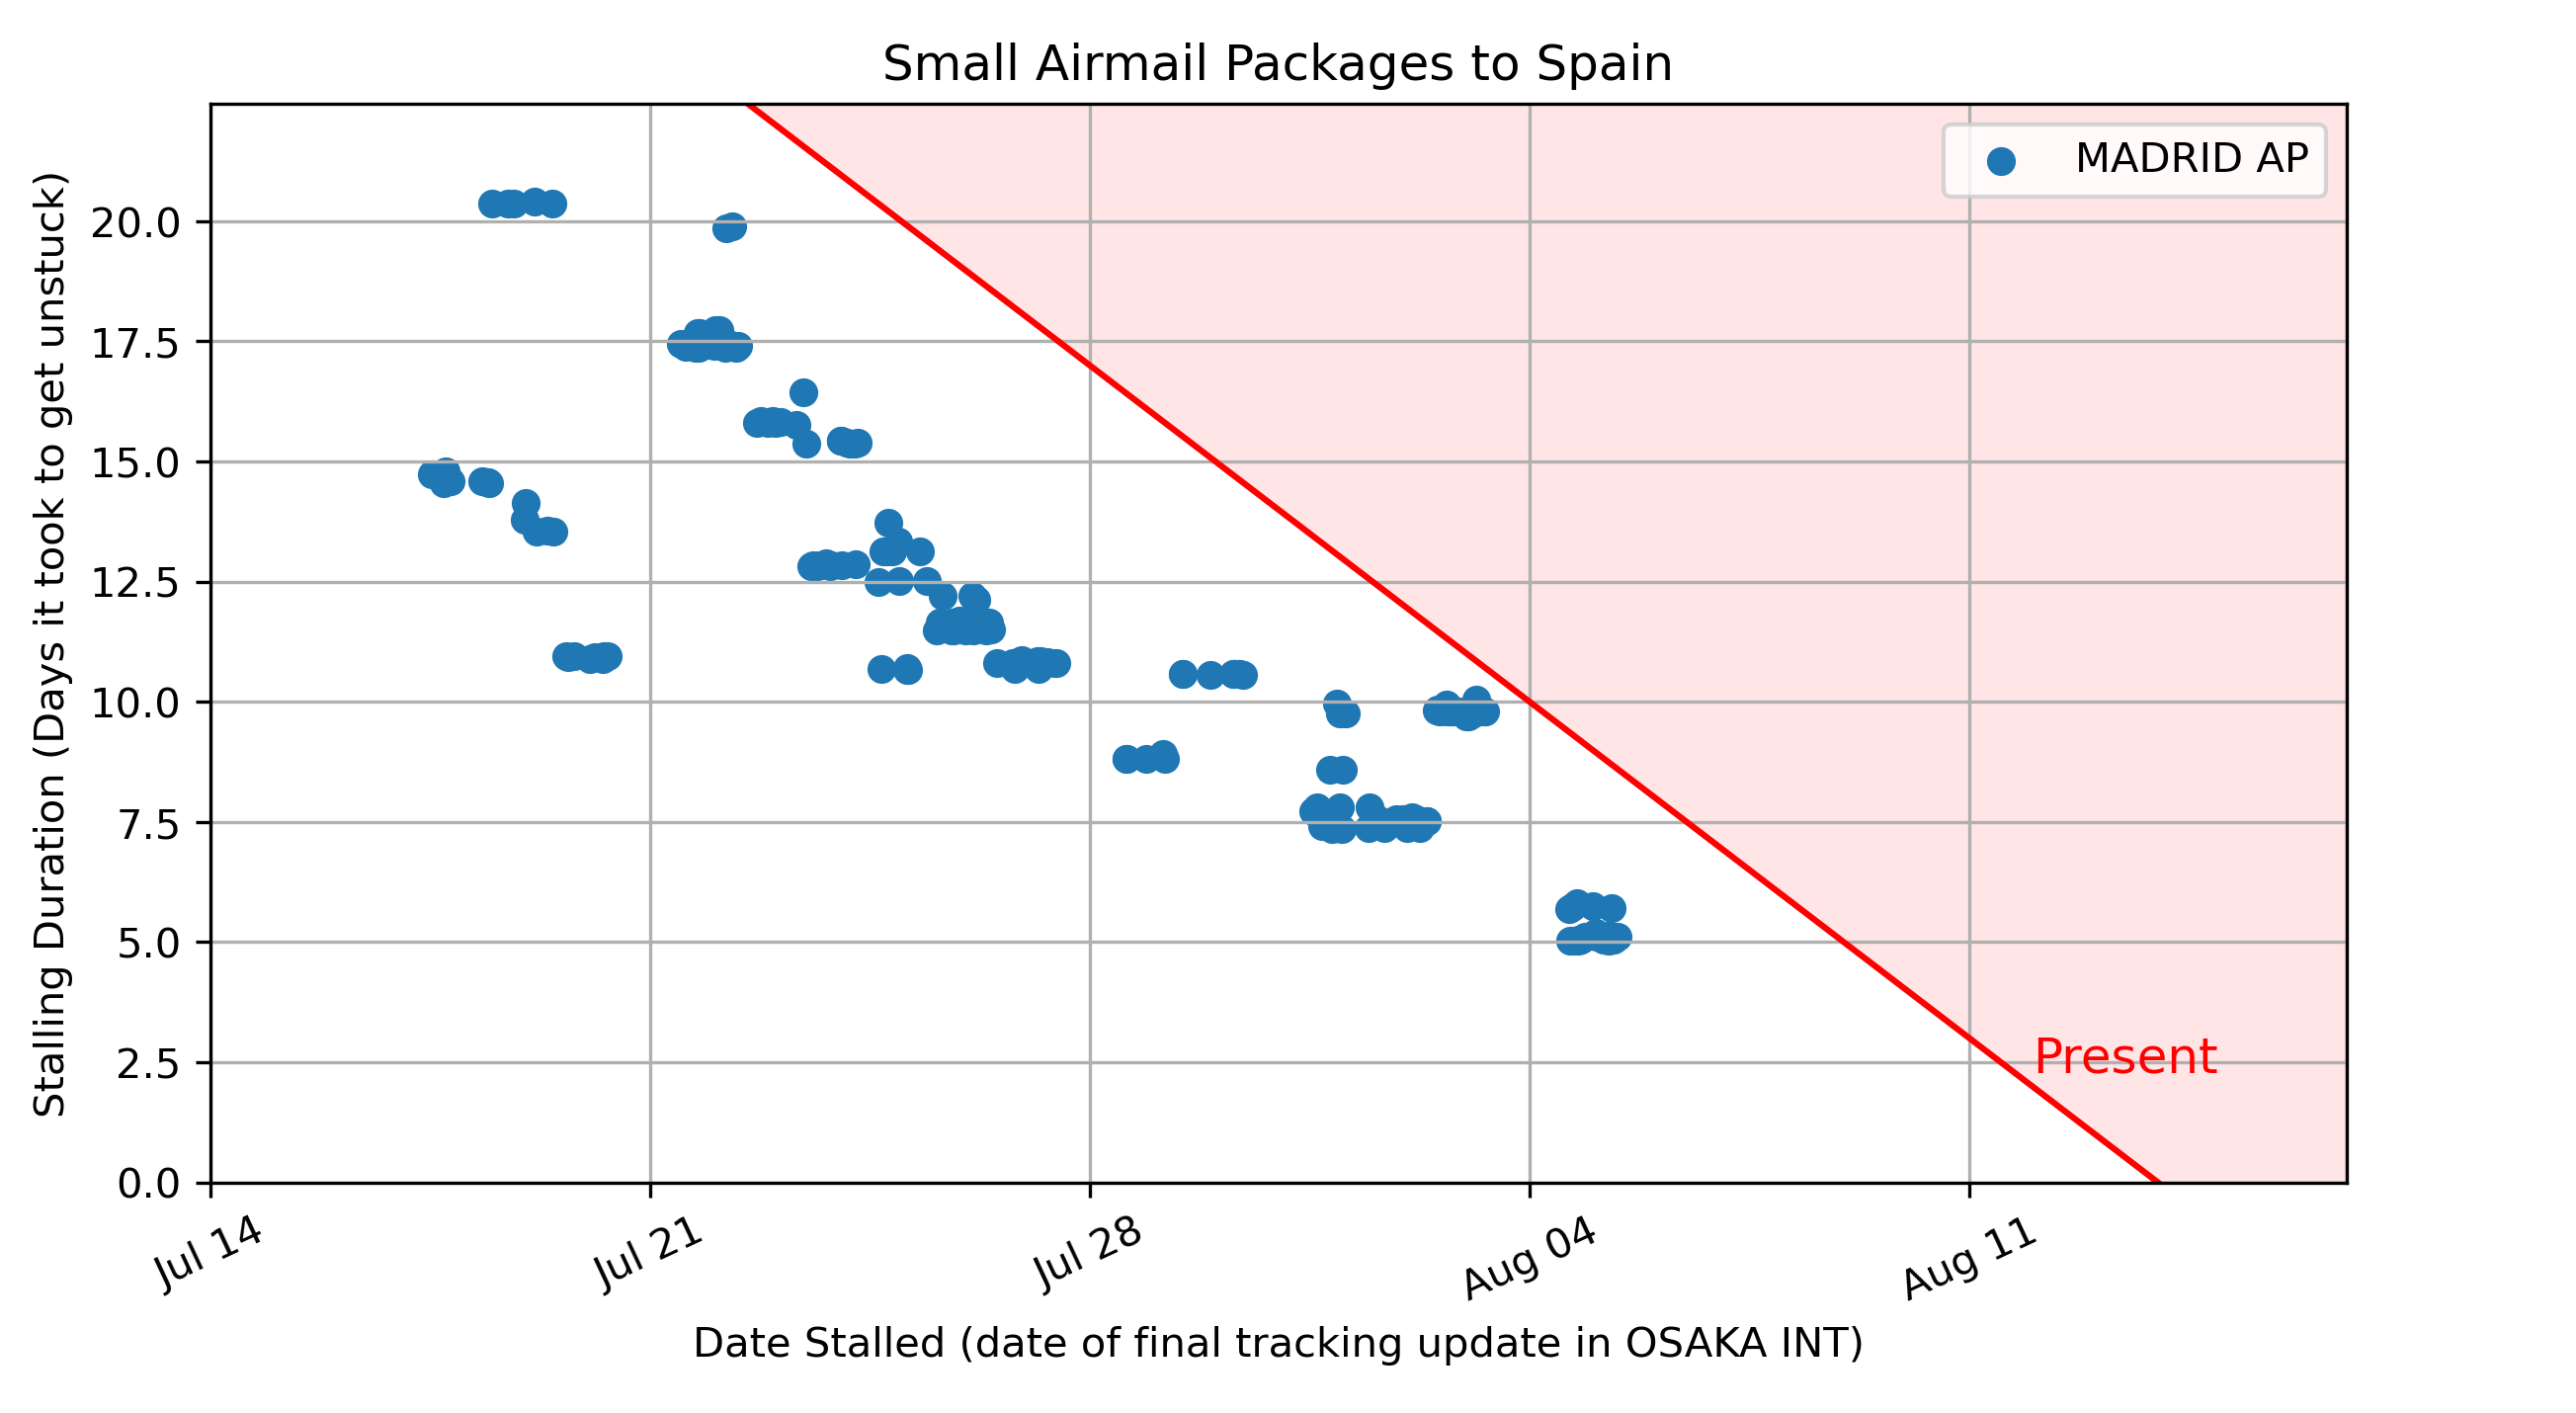 Small Airmail Packages to Spain
MADRID AP
Stalling Duration (Days it took to get unstuck)
20.0
17.5
15.0
12.5
10.0
7.5
5.0
2.5
0.0
Present
Jul 14
Jul 21
Jul 28
Aug 04
Aug 11
Date Stalled (date of final tracking update in OSAKA INT)